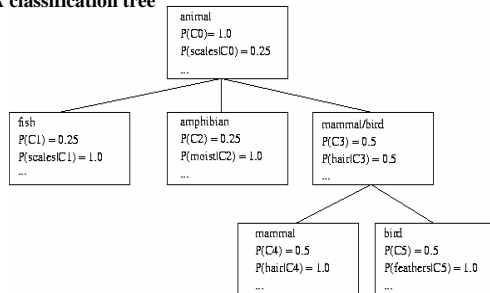 classification tree
animal
P(C0)= 1.0
P(scales|C0) = 0.25
...
fish
P(C1) = 0.25
P(scales|C1) = 1.0
...
amphibian
P(C2) = 0.25
P(moist|C2) = 1.0
...
mammal/bird
P(C3) = 0.5
P(hair|C3) = 0.5
...
mammal
P(C4) = 0.5
P(hair|C4) = 1.0
...
bird
P(C5) = 0.5
P(feathers|C5) = 1.0
...